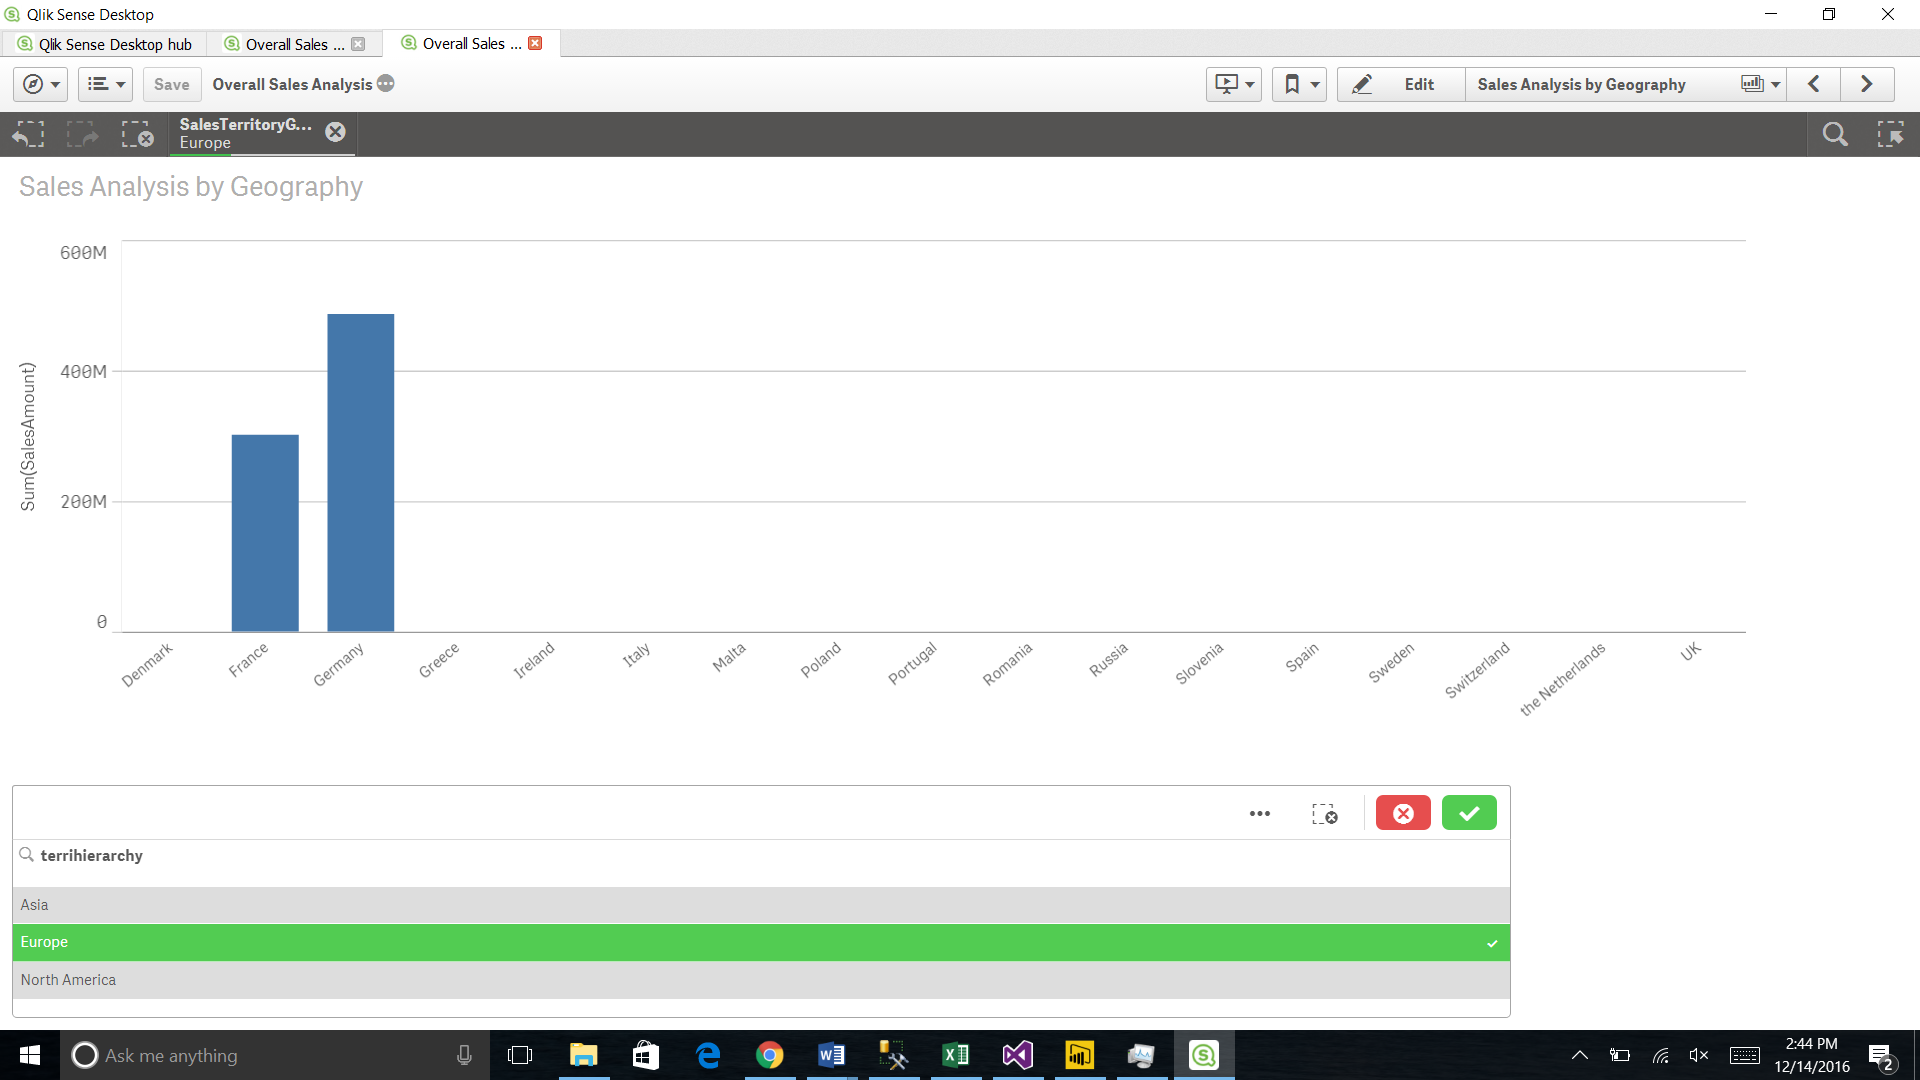 Qlik Sense Desktop
Qlik Sense Desktop hub
Overall Sales ...
Overall Sales ...
Save
Overall Sales Analysis
Edit
Sales Analysis by Geography
SalesTerritoryG...
Europe
Sales Analysis by Geography
600M
400M
200M
0
Sum(SalesAmount)
Denmark
France
Germany
Greece
Ireland
Italy
Malta
Poland
Portugal
Romania
Russia
Slovenia
Spain
Sweden
Switzerland
the Netherlands
UK
terrihierarchy
Asia
Europe
North America
Ask me anything
2:44 PM
12/14/2016
2